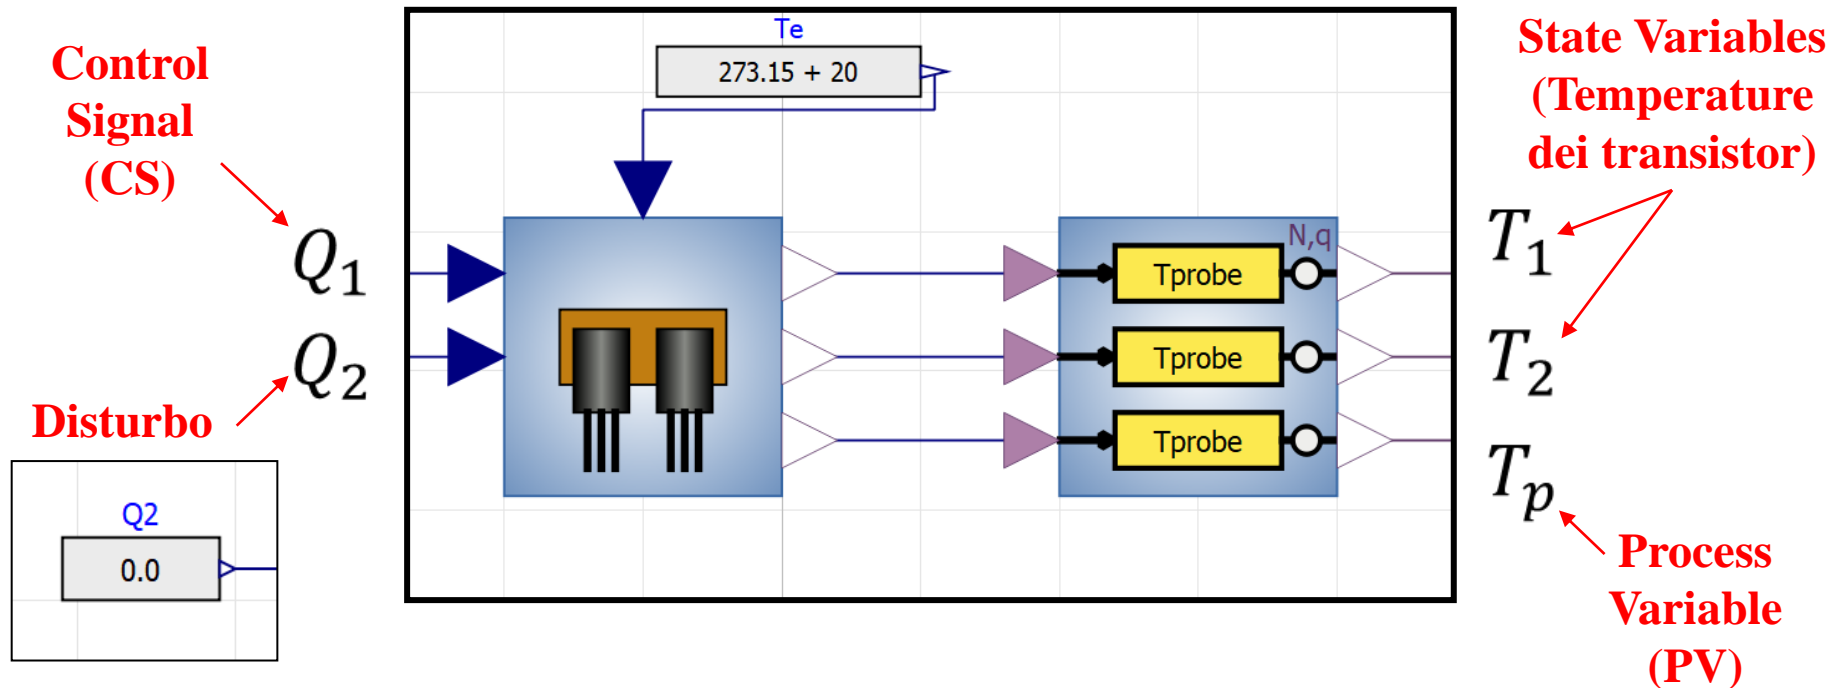 Control
Signal
(CS)
Te
273.15 + 20
State Variables
(Temperature
dei transistor)
Q1
Q2
N,q
Tprobe
Tprobe
Tprobe
T1
T2
Tp
Disturbo
Q2
0.0
Process
Variable
(PV)